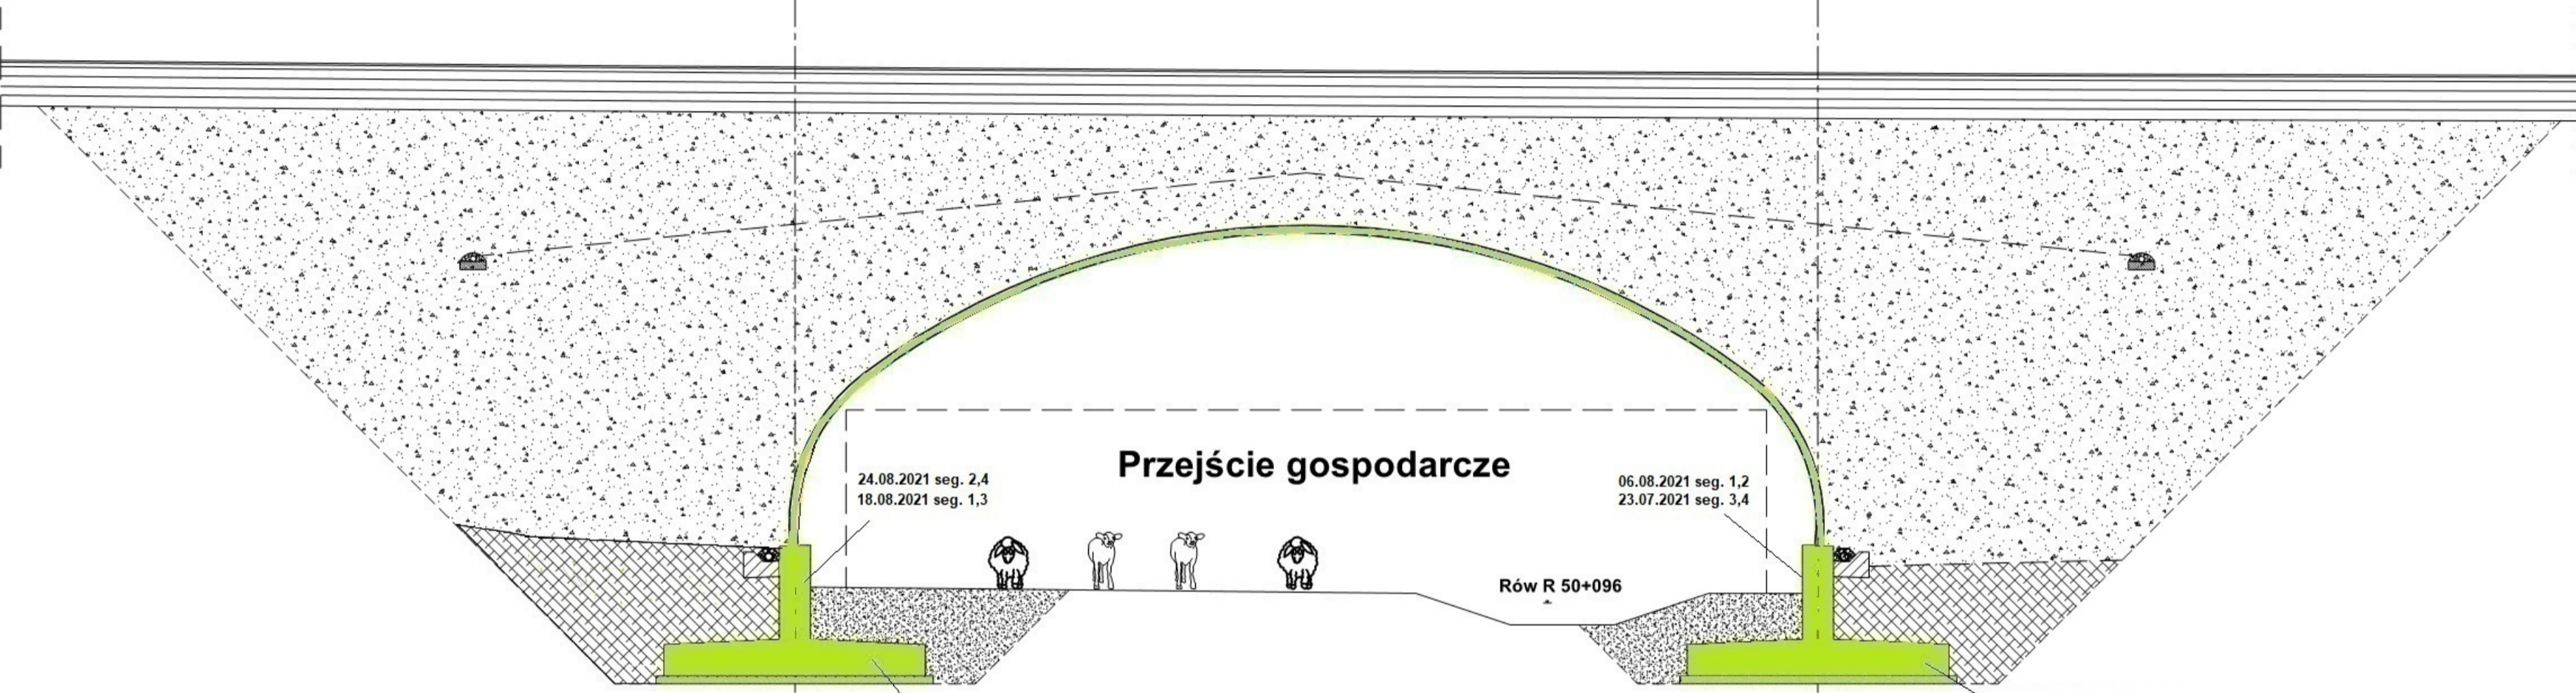 Przejście gospodarcze
24.08.2021 seg. 2,4
18.08.2021 seg. 1,3
06.08.2021 seg. 1,2
23.07.2021 seg. 3,4
Rów R 50+096